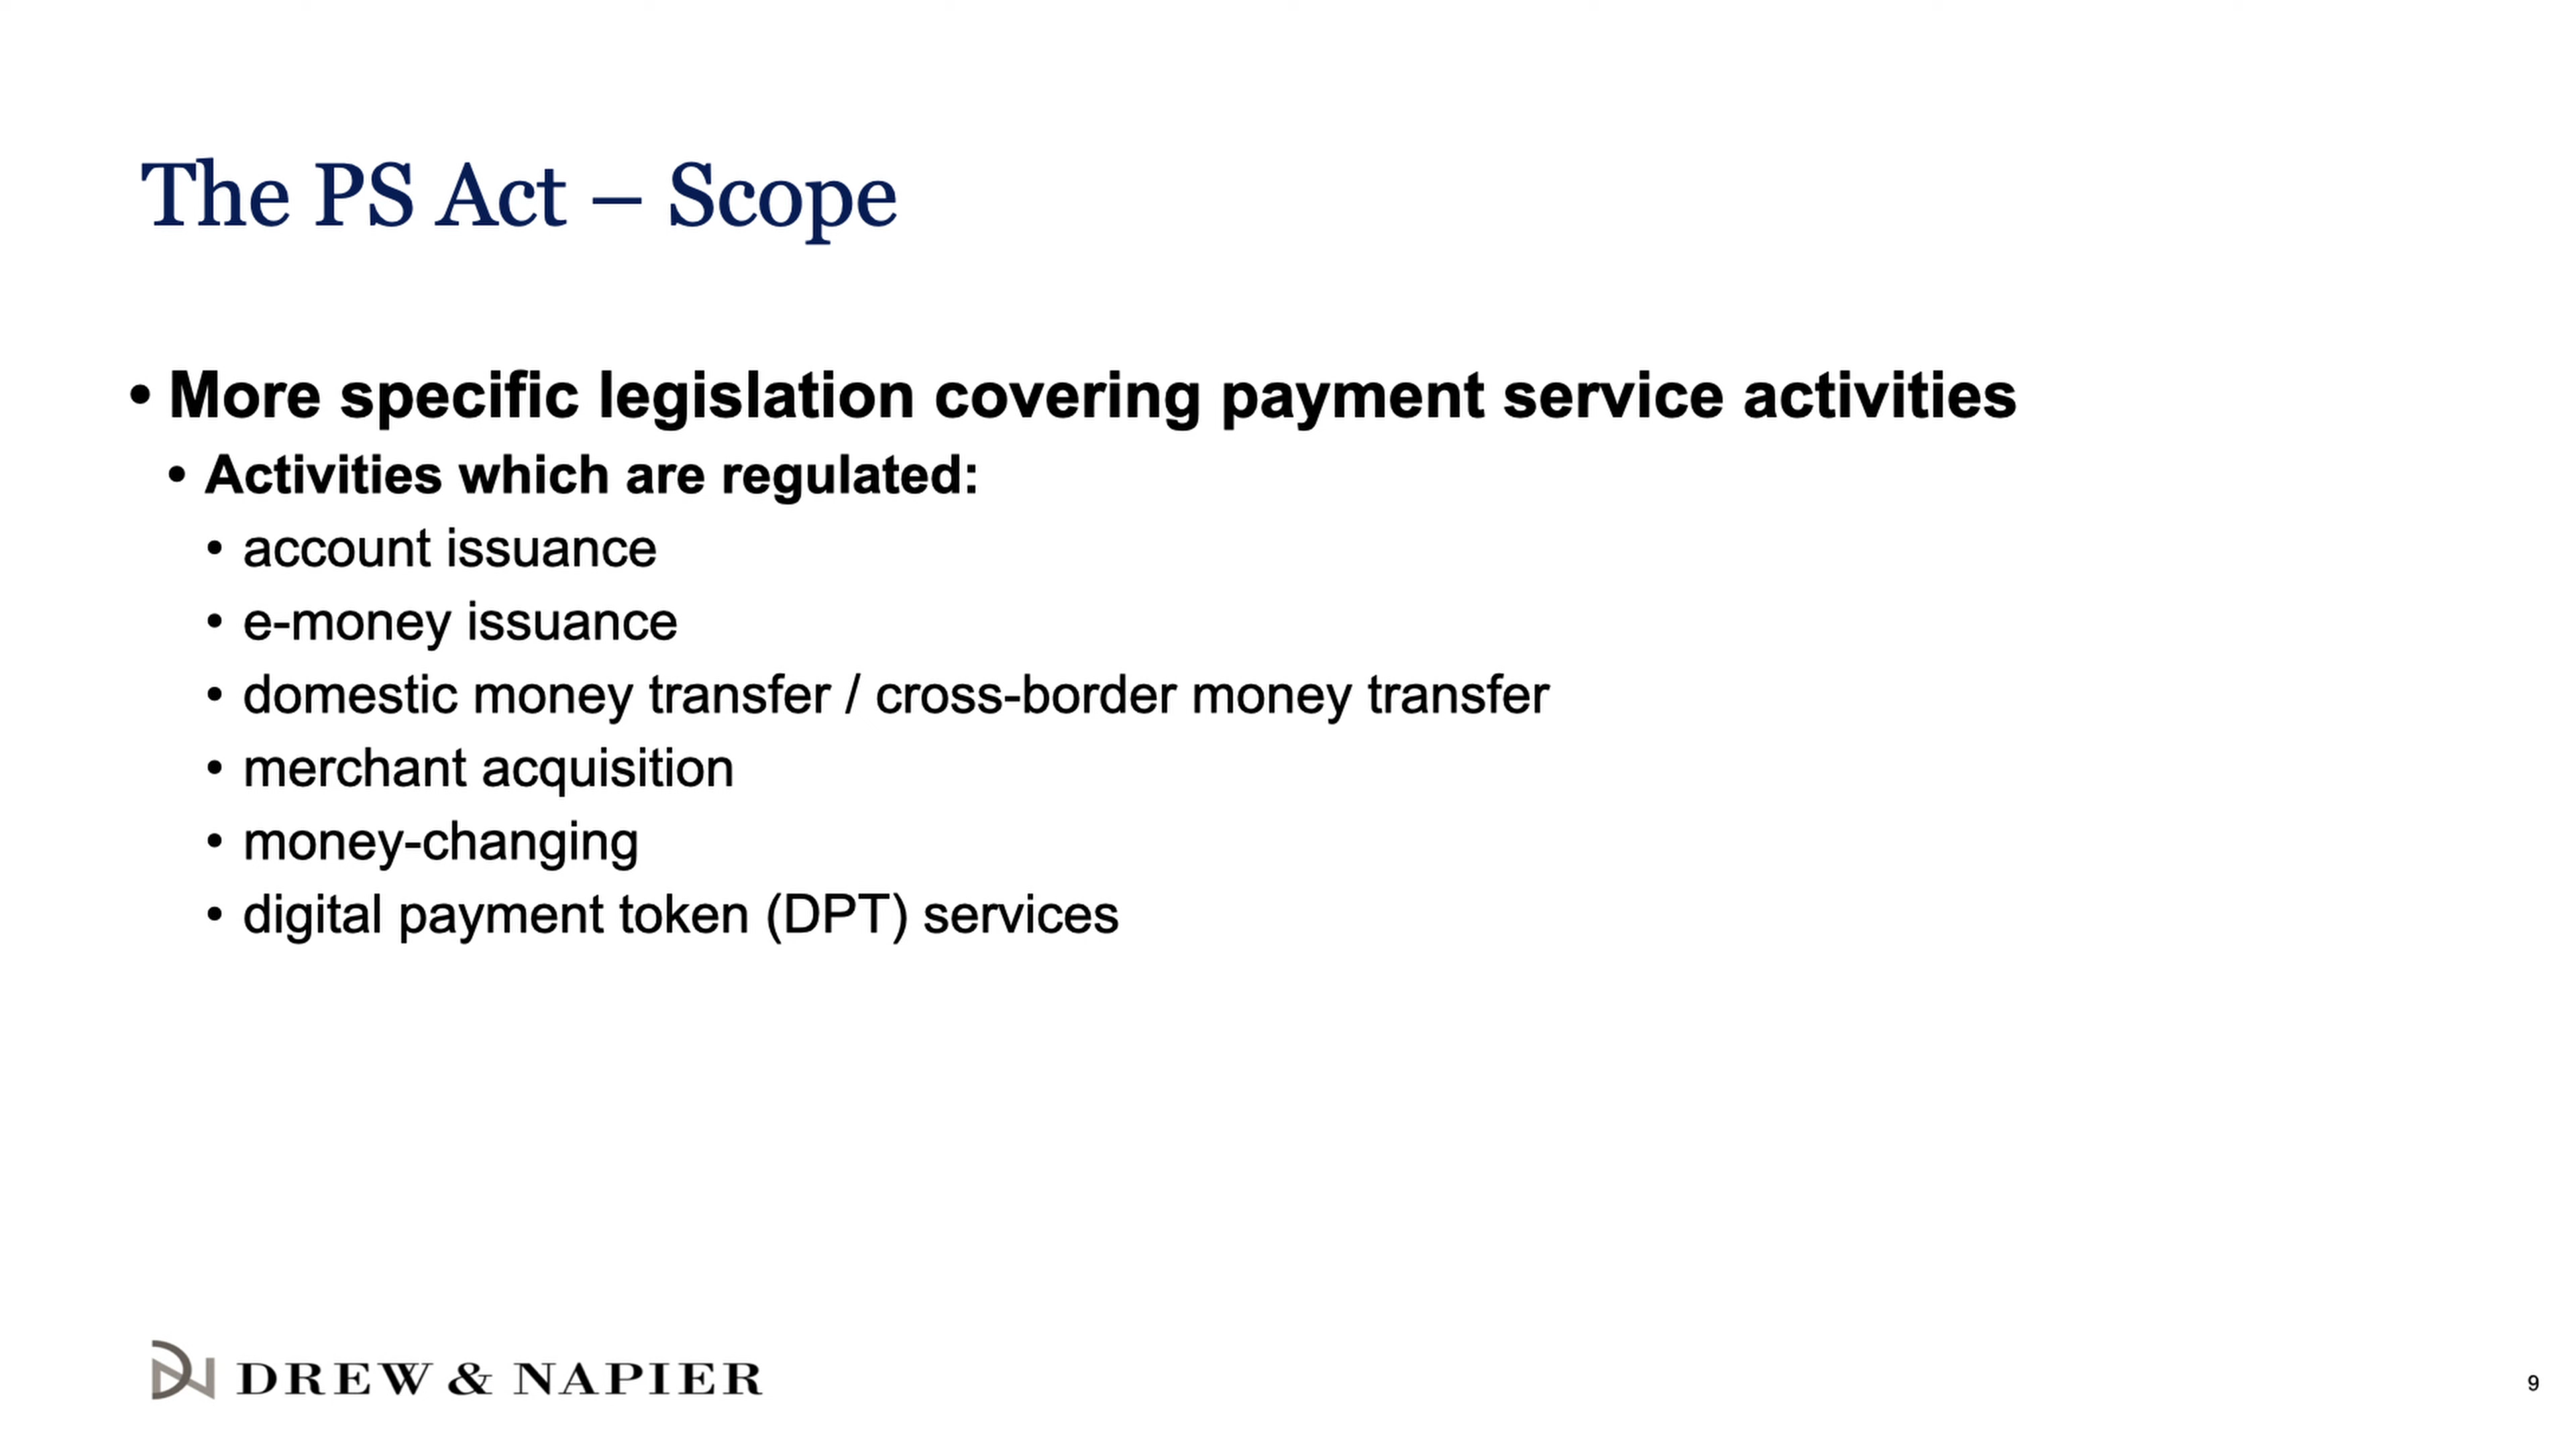 The PS Act – Scope
• More specific legislation covering payment service activities
• Activities which are regulated:
• account issuance
• e-money issuance
• domestic money transfer / cross-border money transfer
• merchant acquisition
• money-changing
• digital payment token (DPT) services
DREW & NAPIER
9